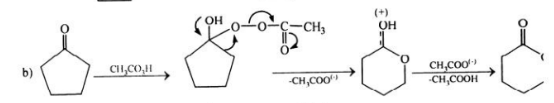 (+)
O OH O—O—C—CH₃ OH O
O O O
b) CH₃CO₃H -CH₃COO⁽⁻⁾ CH₃COO⁽⁻⁾
-CH₃COOH